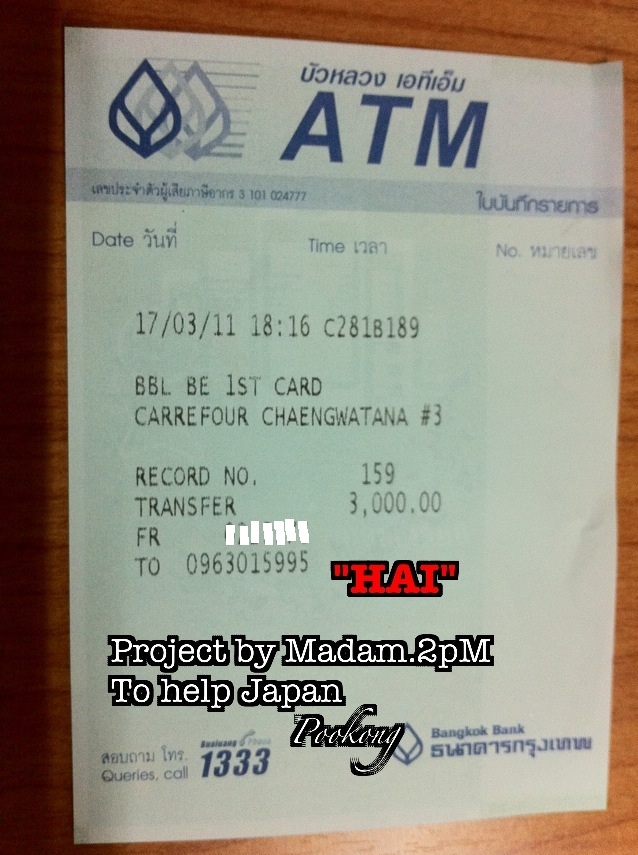 บัวหลวง เอทีเอ็ม
ATM
เลขประจำตัวผู้เสียภาษีอากร 3 101 024777
ใบบันทึกรายการ
Date วันที่ Time เวลา No. หมายเลข
17/03/11 18:16 C281B189
BBL BE 1ST CARD
CARREFOUR CHAENGWATANA #3
RECORD NO. 159
TRANSFER 3,000.00
FR
TO 0963015995 "HAI"
Project by Madam.2pM
To help Japan
Pookong
สอบถาม โทร. Bualuang Phone 1333
Queries, call
Bangkok Bank
ธนาคารกรุงเทพ